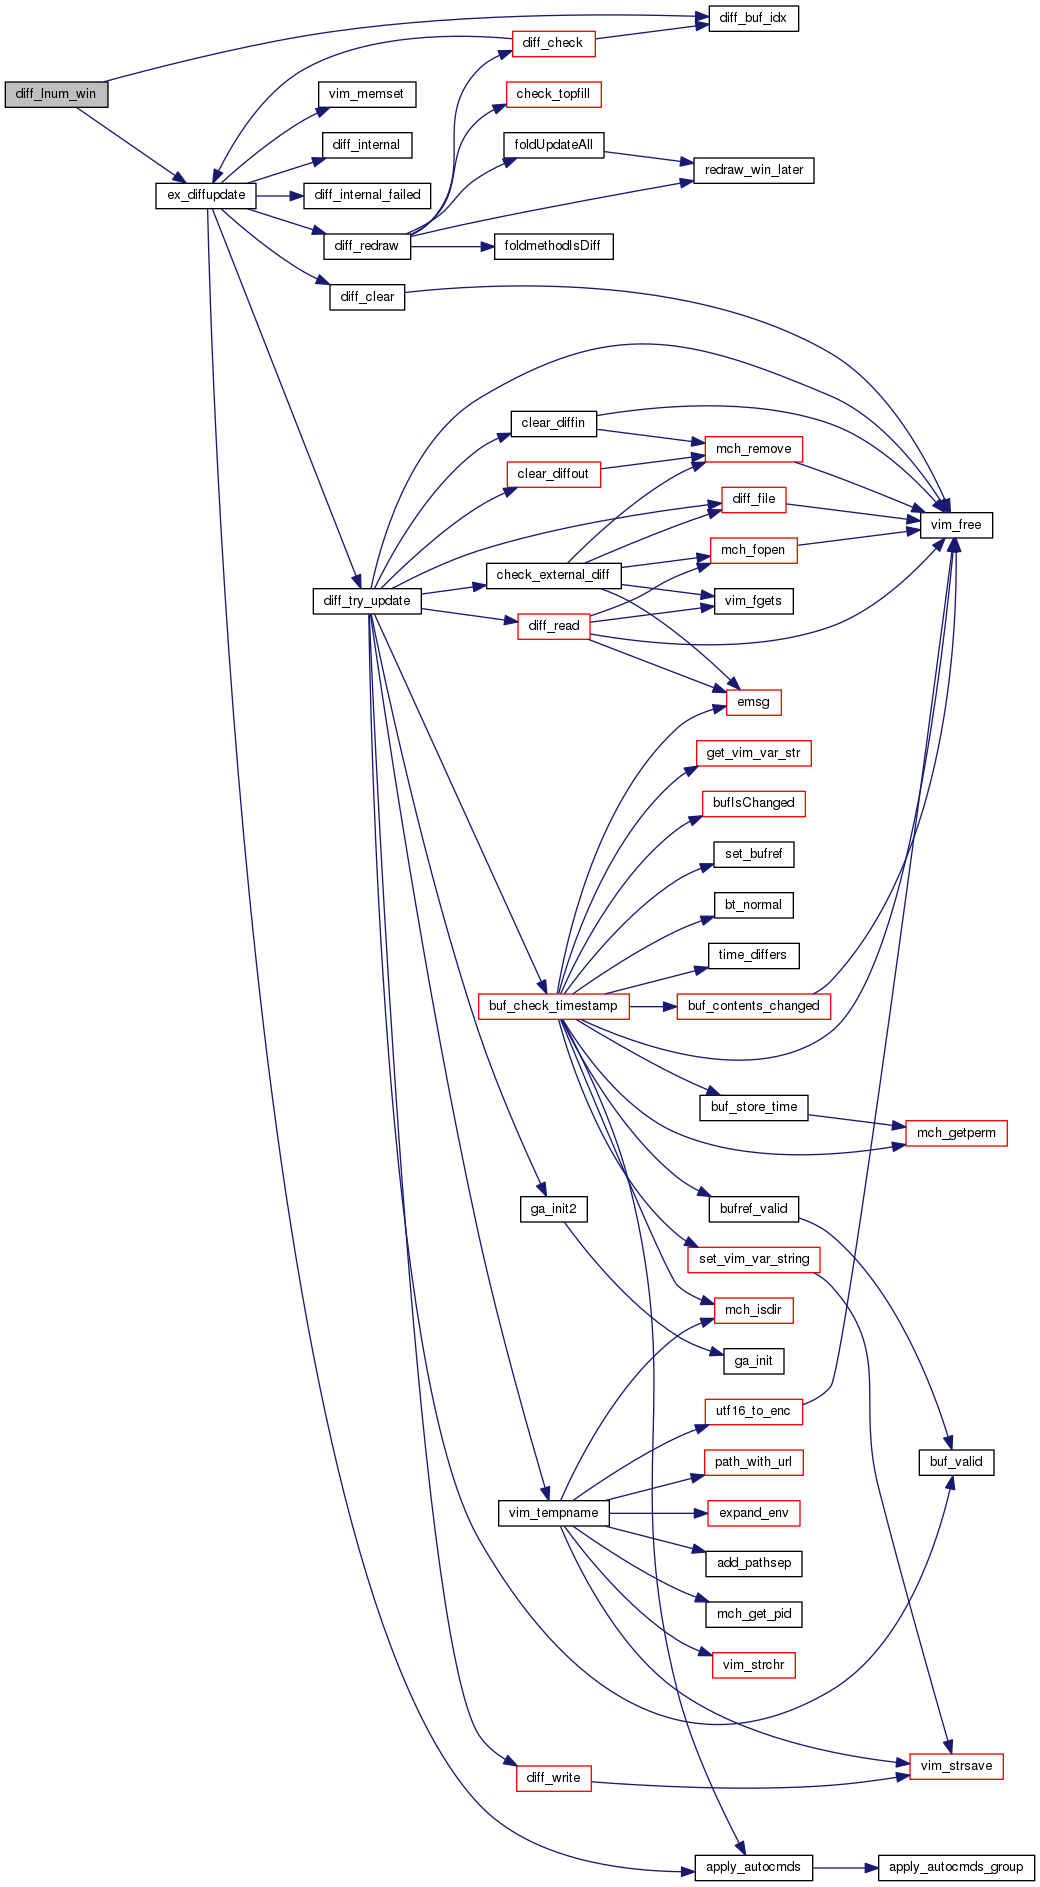 diff_buf_idx
diff_check
diff_lnum_win
vim_memset
check_topfill
diff_internal
foldUpdateAll
redraw_win_later
ex_diffupdate
diff_internal_failed
diff_redraw
foldmethodIsDiff
diff_clear
clear_diffin
mch_remove
clear_diffout
diff_file
vim_free
mch_fopen
check_external_diff
diff_try_update
vim_fgets
diff_read
emsg
get_vim_var_str
bufIsChanged
set_bufref
bt_normal
time_differs
buf_check_timestamp
buf_contents_changed
buf_store_time
mch_getperm
ga_init2
bufref_valid
set_vim_var_string
mch_isdir
ga_init
utf16_to_enc
path_with_url
buf_valid
vim_tempname
expand_env
add_pathsep
mch_get_pid
vim_strchr
vim_strsave
diff_write
apply_autocmds
apply_autocmds_group